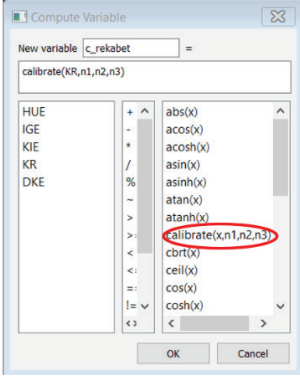 Compute Variable
New variable c_rekabet =
calibrate(KR,n1,n2,n3)
HUE
IGE
KIE
KR
DKE
+
-
*
/
%
~
>
>:
<
<:
=:
!=
<>
abs(x)
acos(x)
acosh(x)
asin(x)
asinh(x)
atan(x)
atanh(x)
calibrate(x,n1,n2,n3)
cbrt(x)
ceil(x)
cos(x)
cosh(x)
OK Cancel